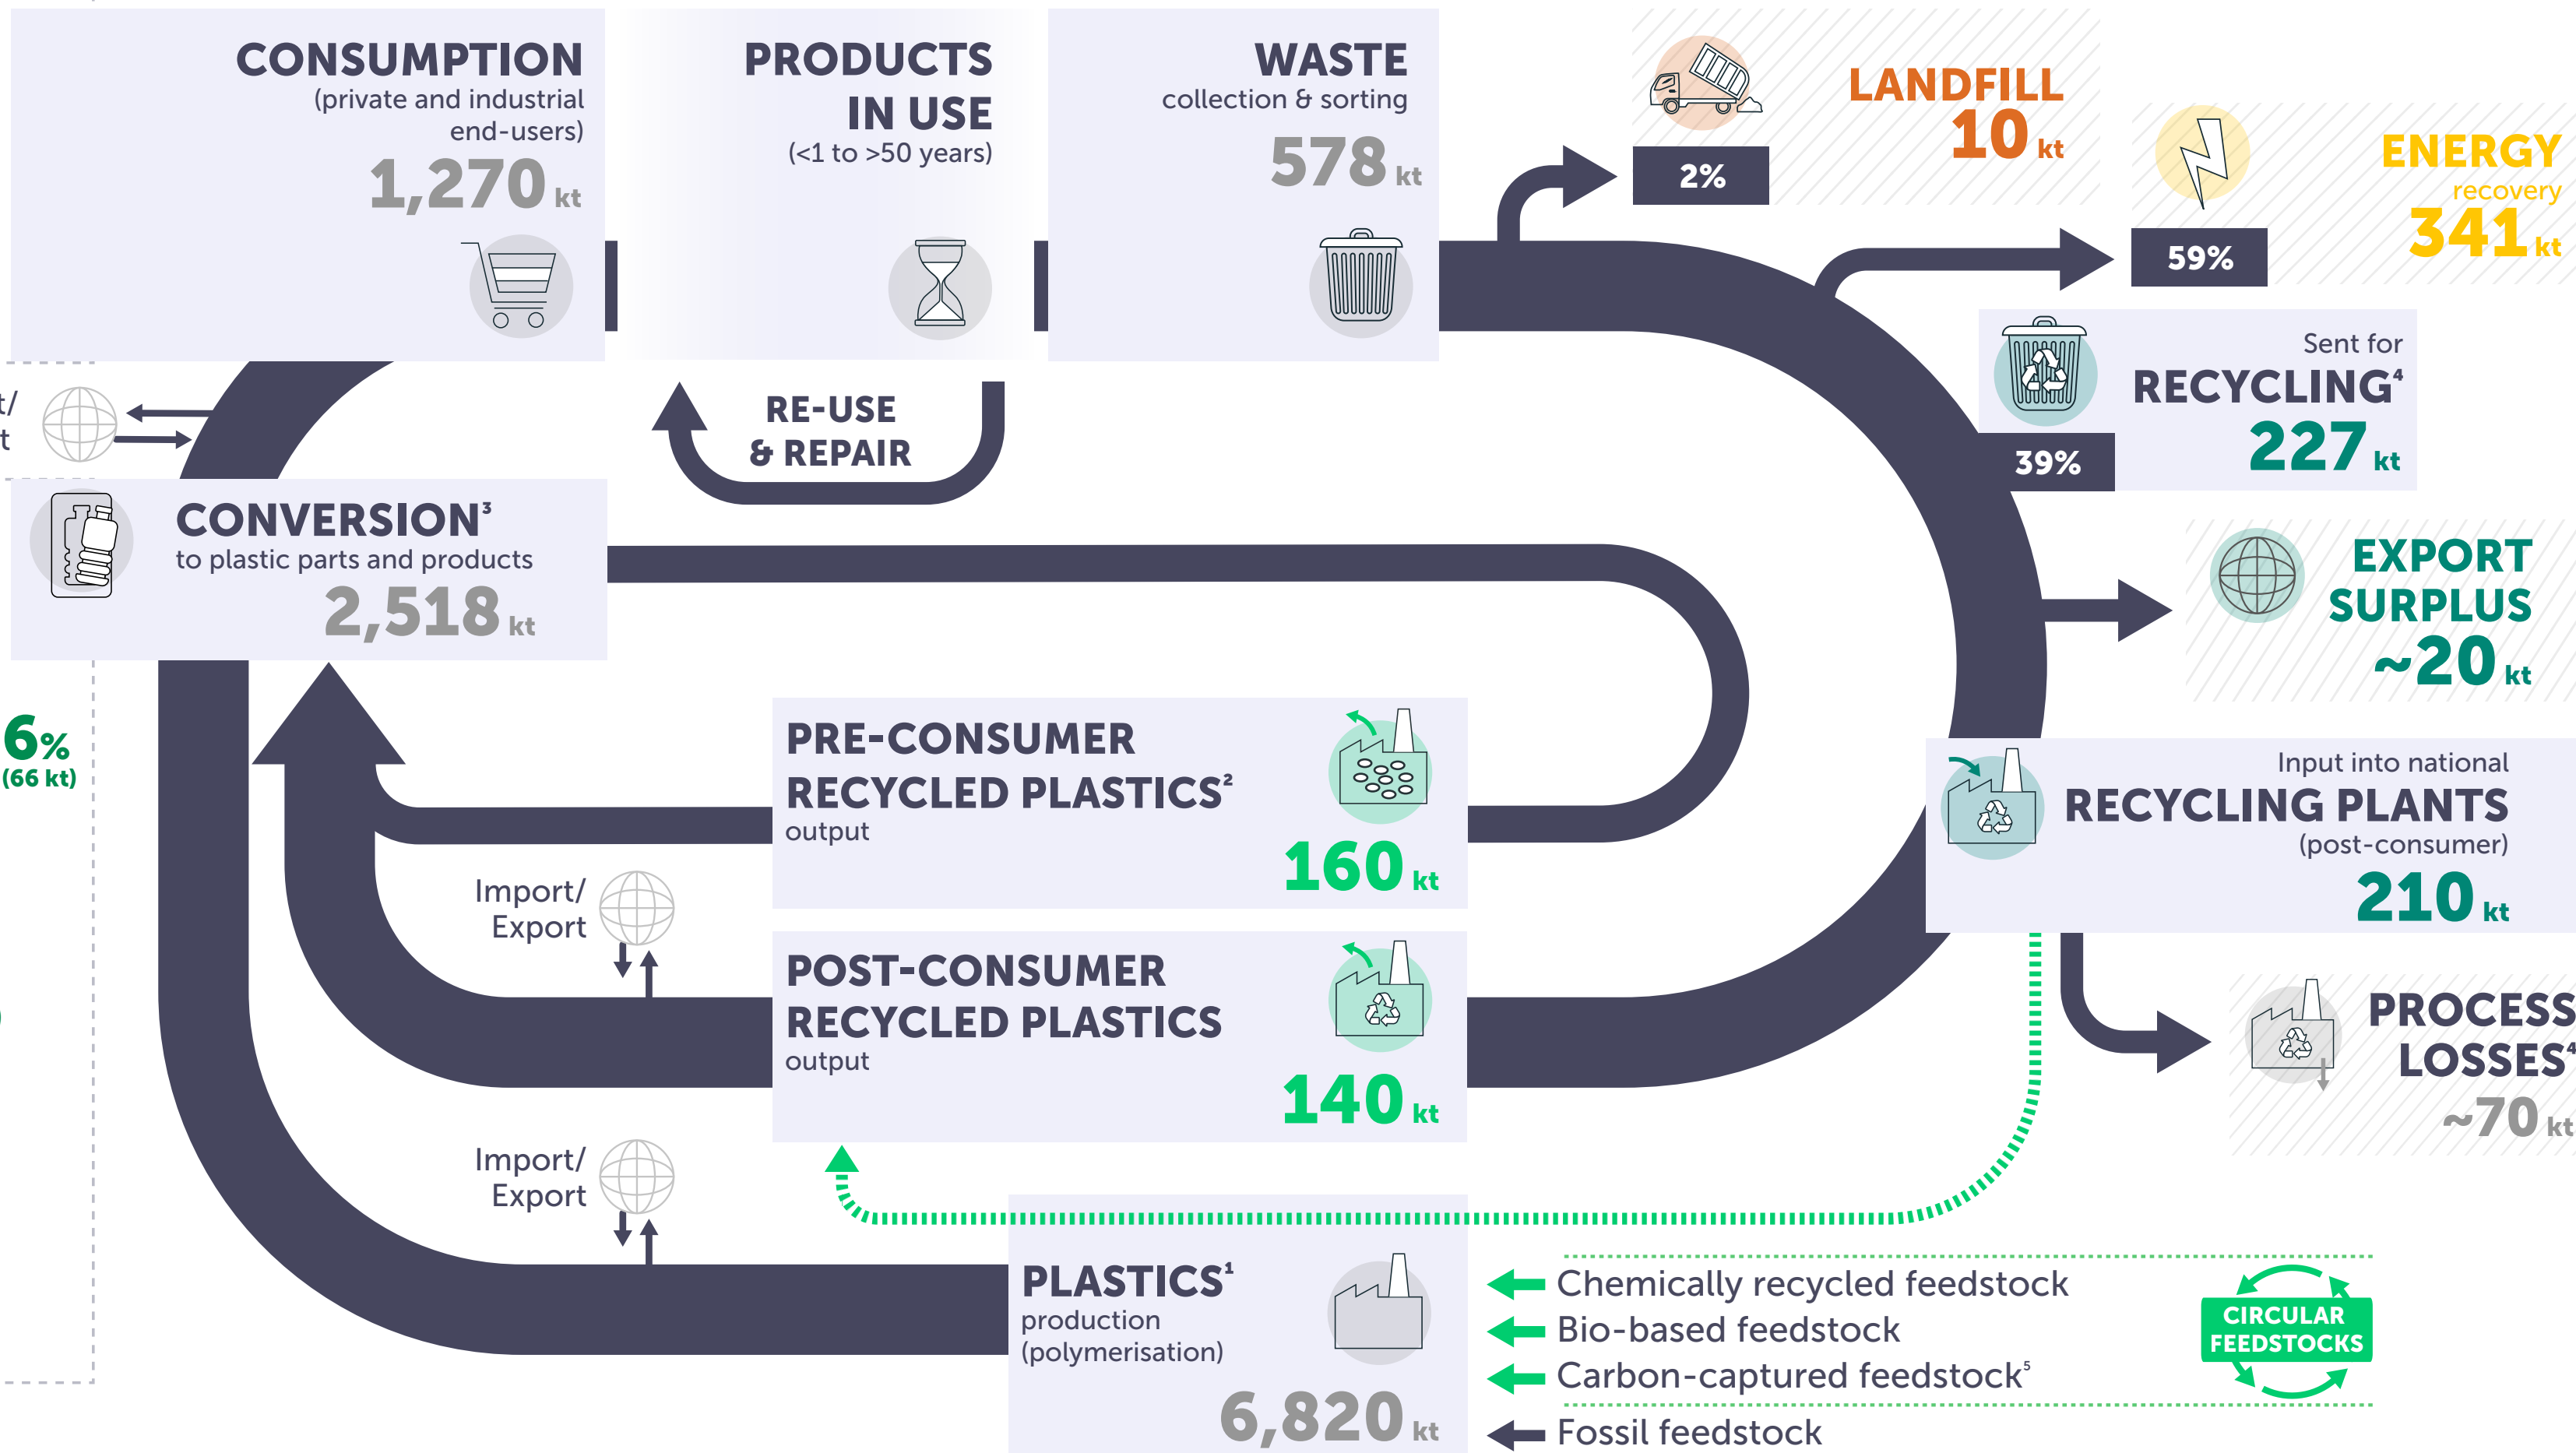 CONSUMPTION
(private and industrial
end-users)
1,270 kt
PRODUCTS
IN USE
(<1 to >50 years)
WASTE
collection & sorting
578 kt
LANDFILL
10 kt
2%
ENERGY
recovery
341 kt
59%
Sent for
RECYCLING⁴
227 kt
39%
RE-USE
& REPAIR
t/
t
CONVERSION³
to plastic parts and products
2,518 kt
EXPORT
SURPLUS
~20 kt
6%
(66 kt)
PRE-CONSUMER
RECYCLED PLASTICS²
output
160 kt
Input into national
RECYCLING PLANTS
(post-consumer)
210 kt
Import/
Export
POST-CONSUMER
RECYCLED PLASTICS
output
140 kt
PROCESS
LOSSES⁴
~70 kt
Import/
Export
PLASTICS¹
production
(polymerisation)
6,820 kt
Chemically recycled feedstock
Bio-based feedstock
Carbon-captured feedstock⁵
Fossil feedstock
CIRCULAR
FEEDSTOCKS